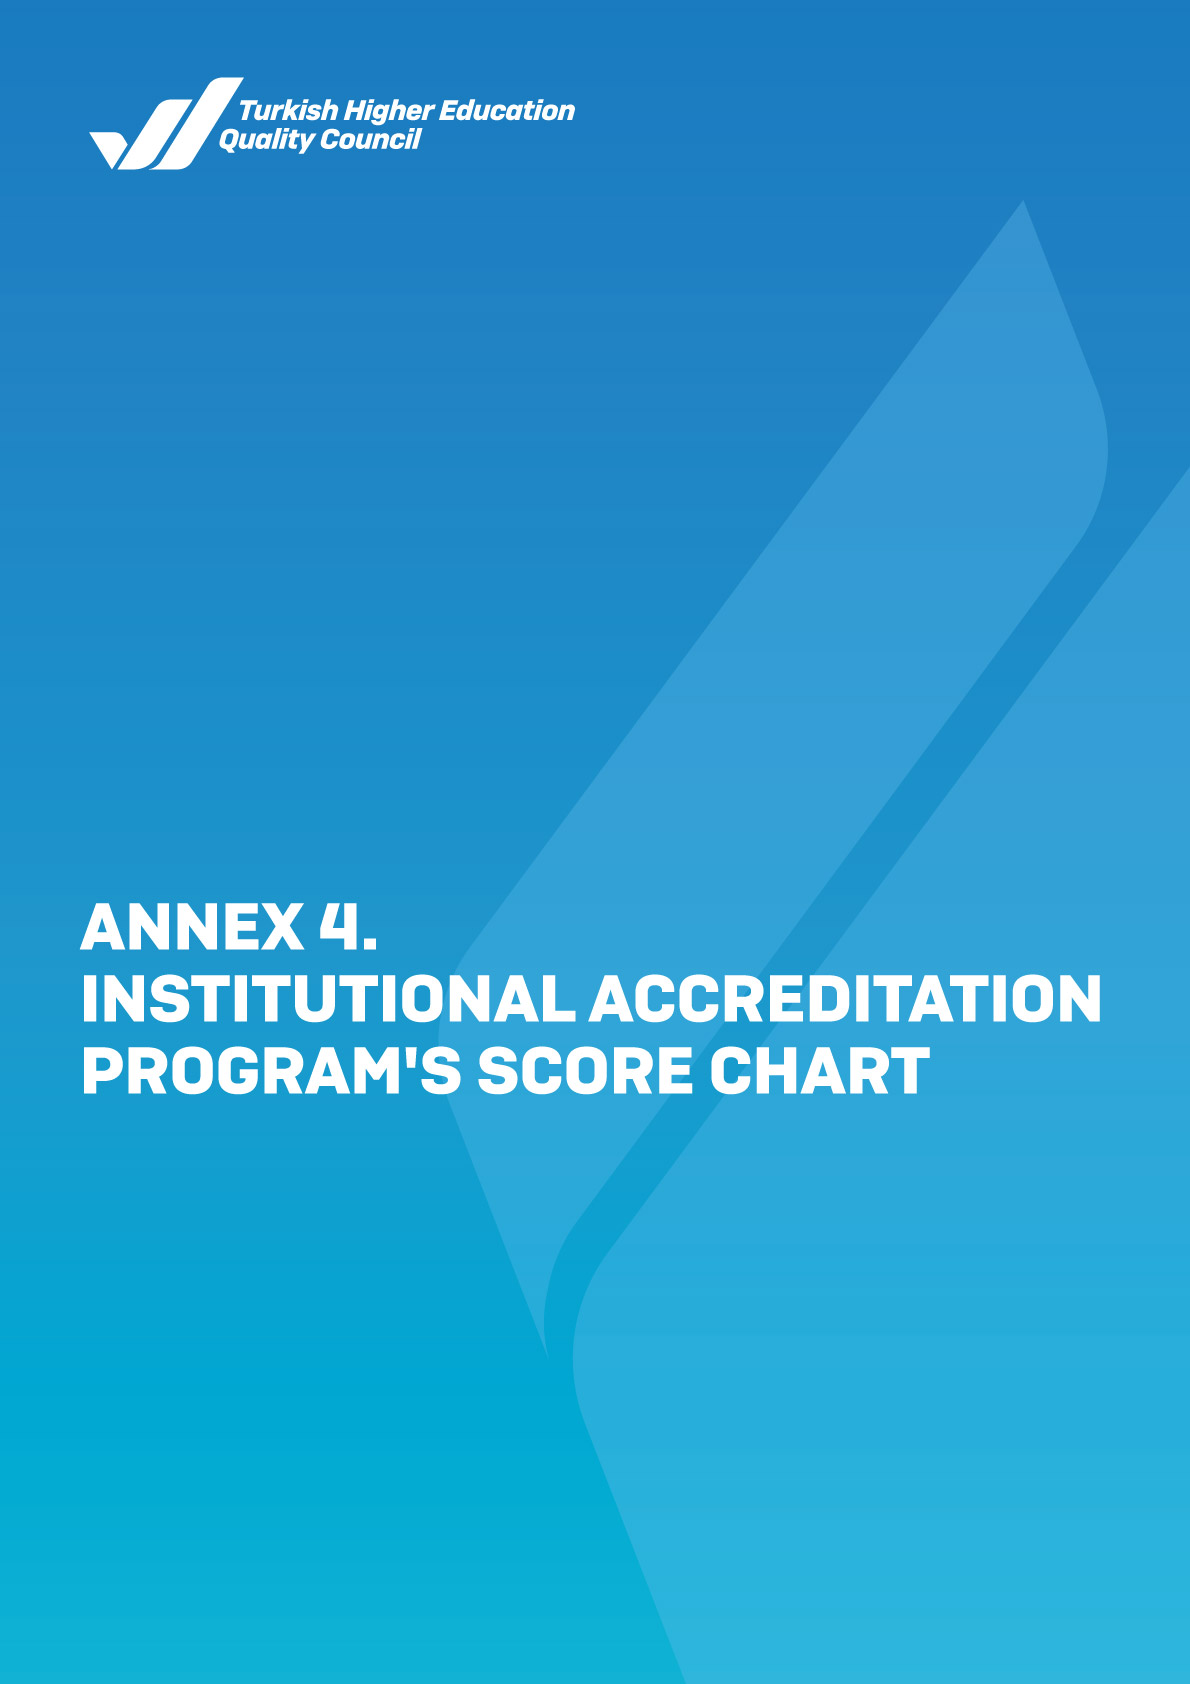 Turkish Higher Education
Quality Council
ANNEX 4.
INSTITUTIONAL ACCREDITATION
PROGRAM'S SCORE CHART